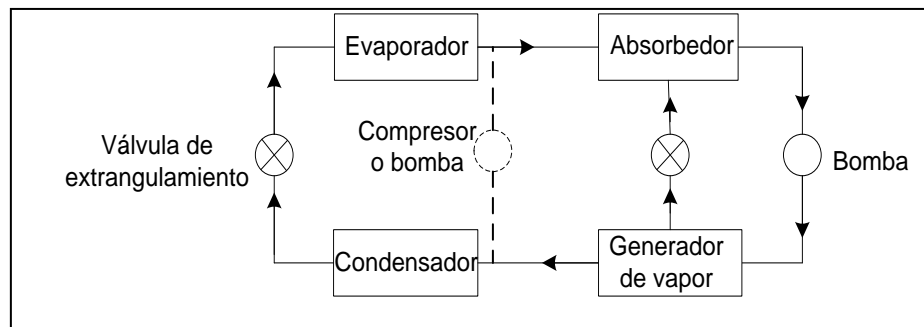 Evaporador
Absorbedor
Válvula de
extrangulamiento
Compresor
o bomba
Bomba
Condensador
Generador
de vapor